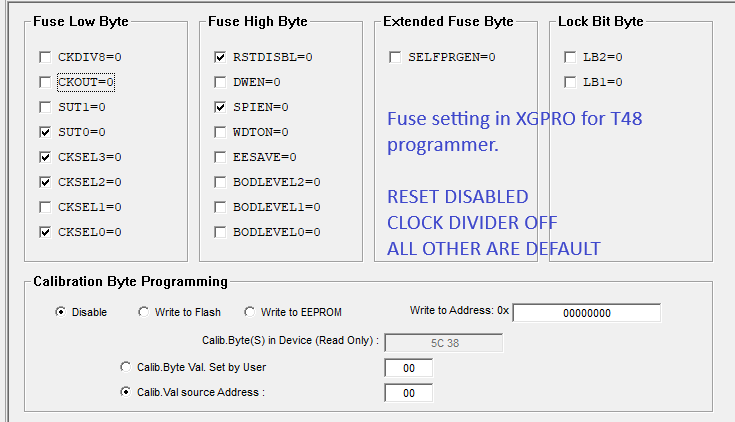 Fuse Low Byte
CKDIV8=0
CKOUT=0
SUT1=0
SUT0=0
CKSEL3=0
CKSEL2=0
CKSEL1=0
CKSEL0=0
Fuse High Byte
RSTDISBL=0
DWEN=0
SPIEN=0
WDTON=0
EESAVE=0
BODLEVEL2=0
BODLEVEL1=0
BODLEVEL0=0
Extended Fuse Byte
SELFPRGEN=0
Lock Bit Byte
LB2=0
LB1=0
Fuse setting in XGPRO for T48
programmer.
RESET DISABLED
CLOCK DIVIDER OFF
ALL OTHER ARE DEFAULT
Calibration Byte Programming
Disable Write to Flash Write to EEPROM Write to Address: 0x 00000000
Calib.Byte(S) in Device (Read Only) : 5C 38
Calib.Byte Val. Set by User 00
Calib.Val source Address : 00